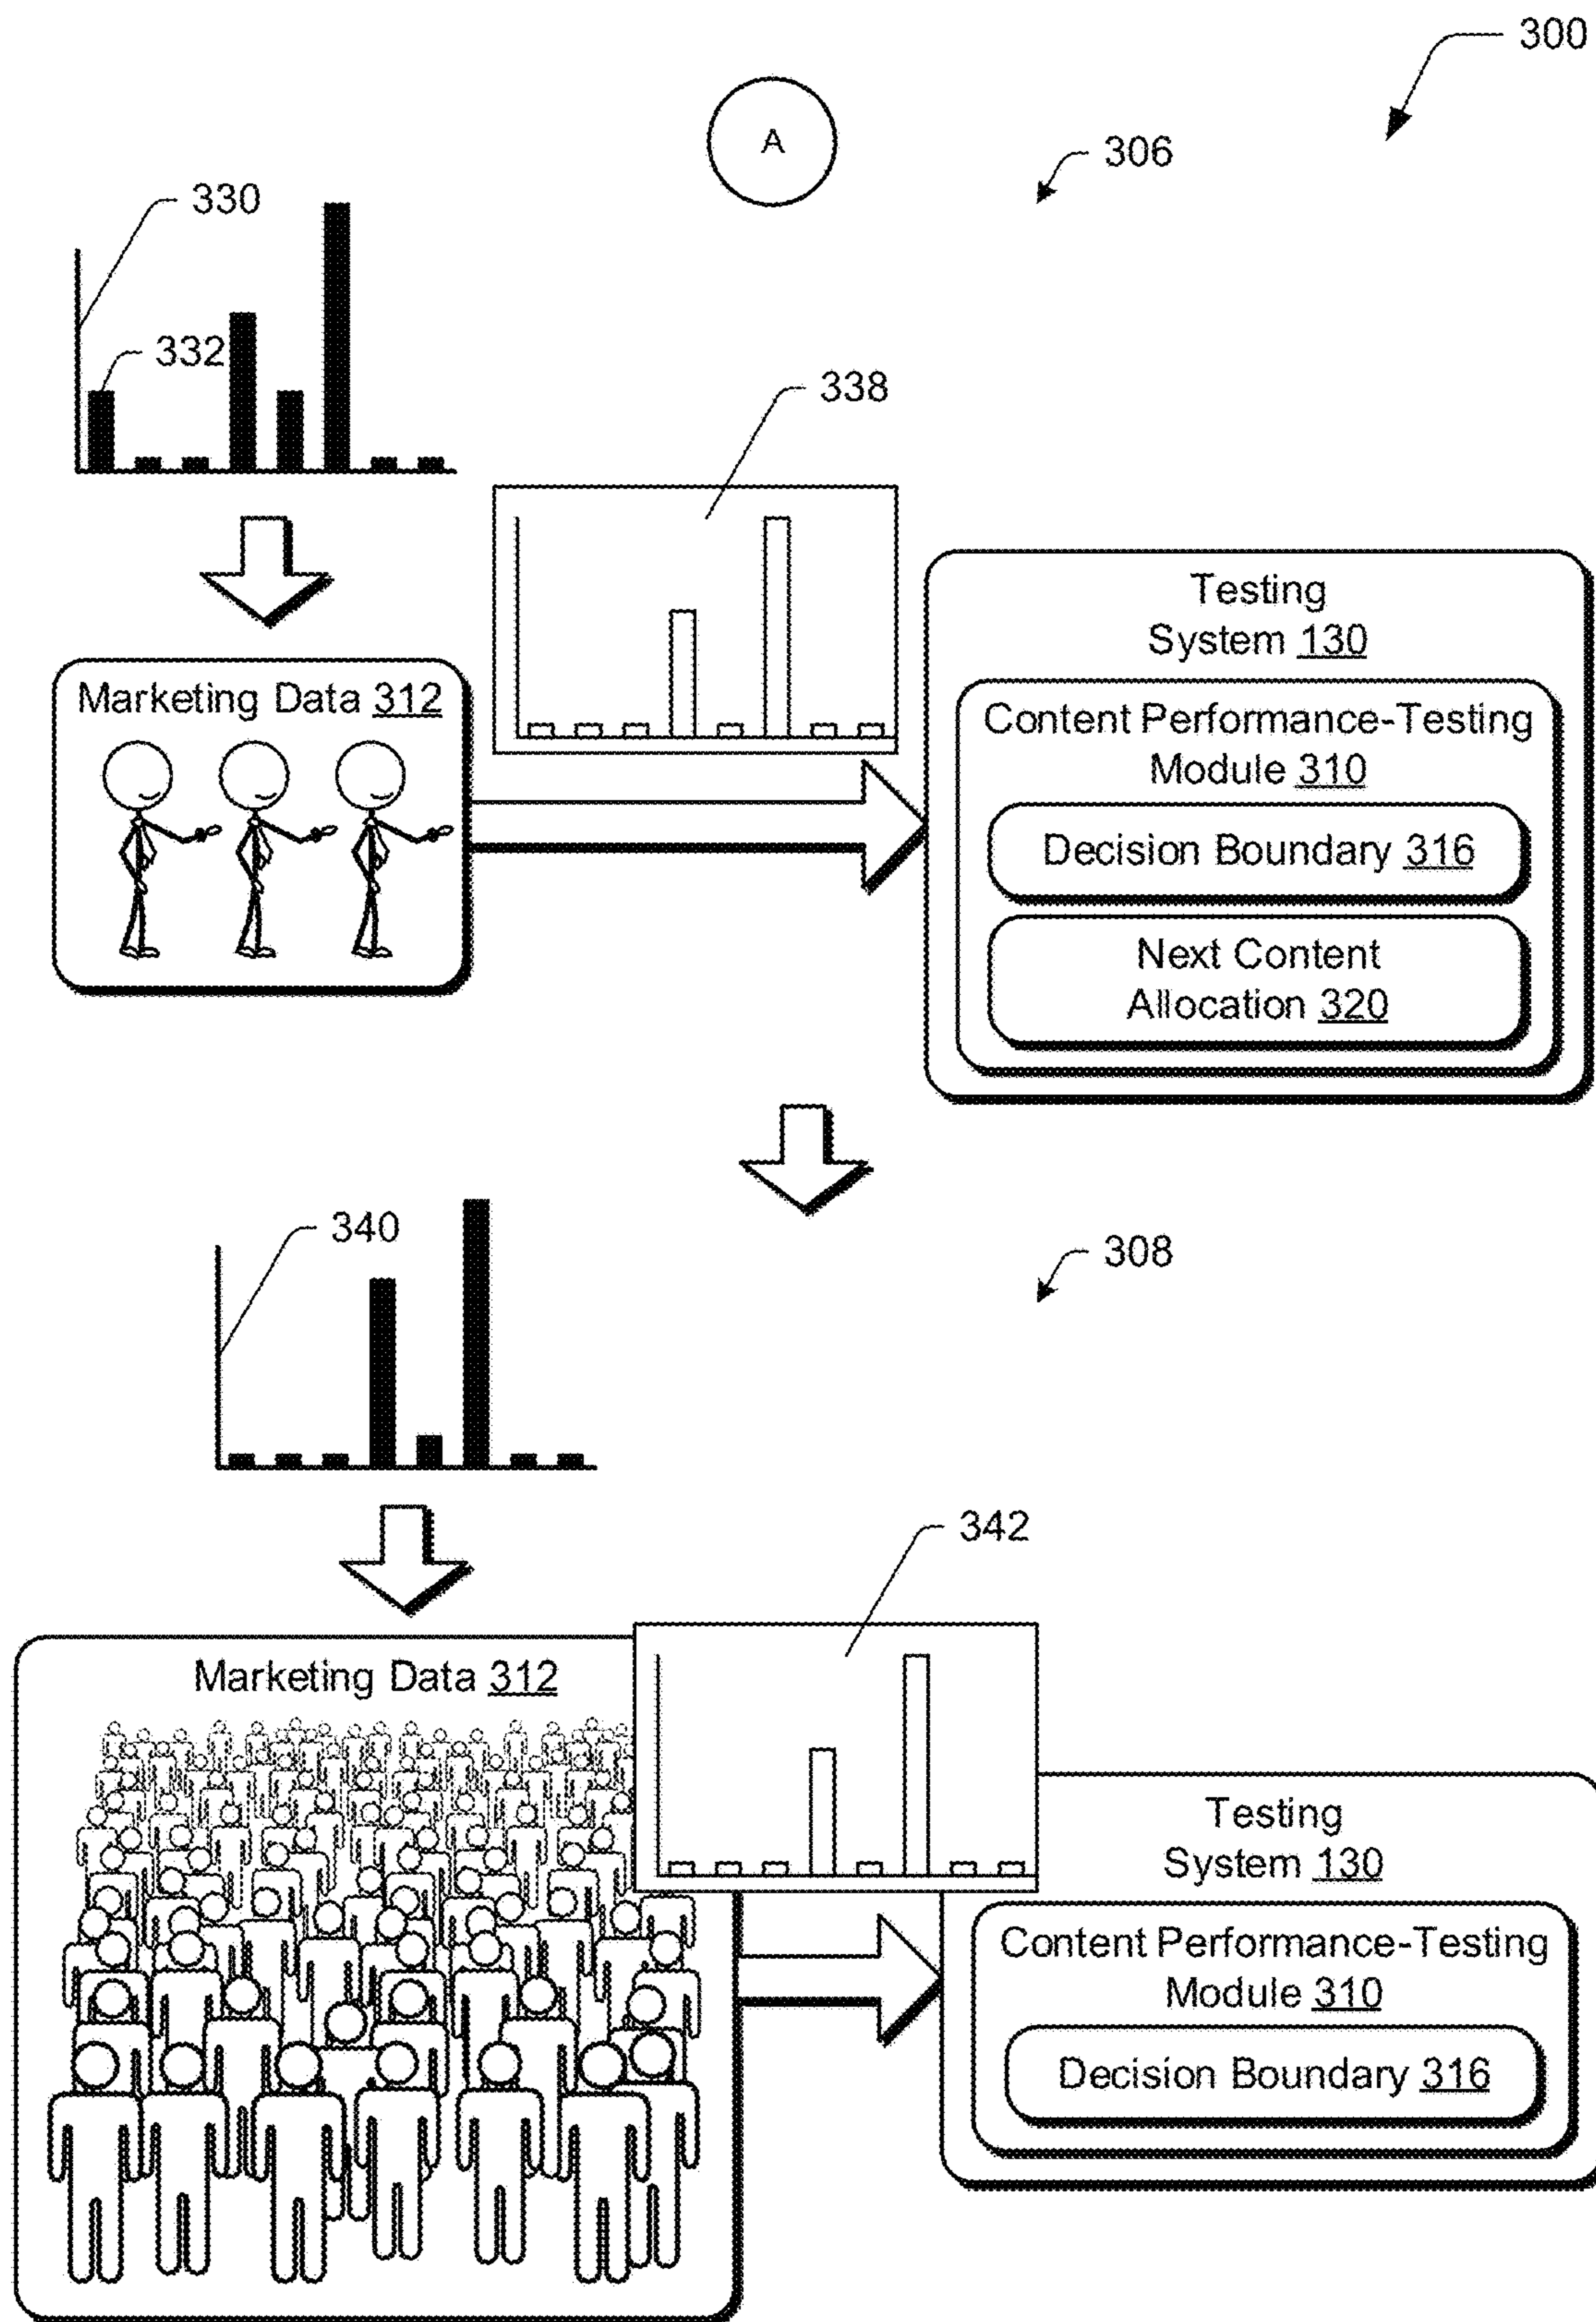 300
A
306
330
332
338
Testing
System 130
Marketing Data 312
Content Performance-Testing
Module 310
Decision Boundary 316
Next Content
Allocation 320
340
308
342
Marketing Data 312
Testing
System 130
Content Performance-Testing
Module 310
Decision Boundary 316